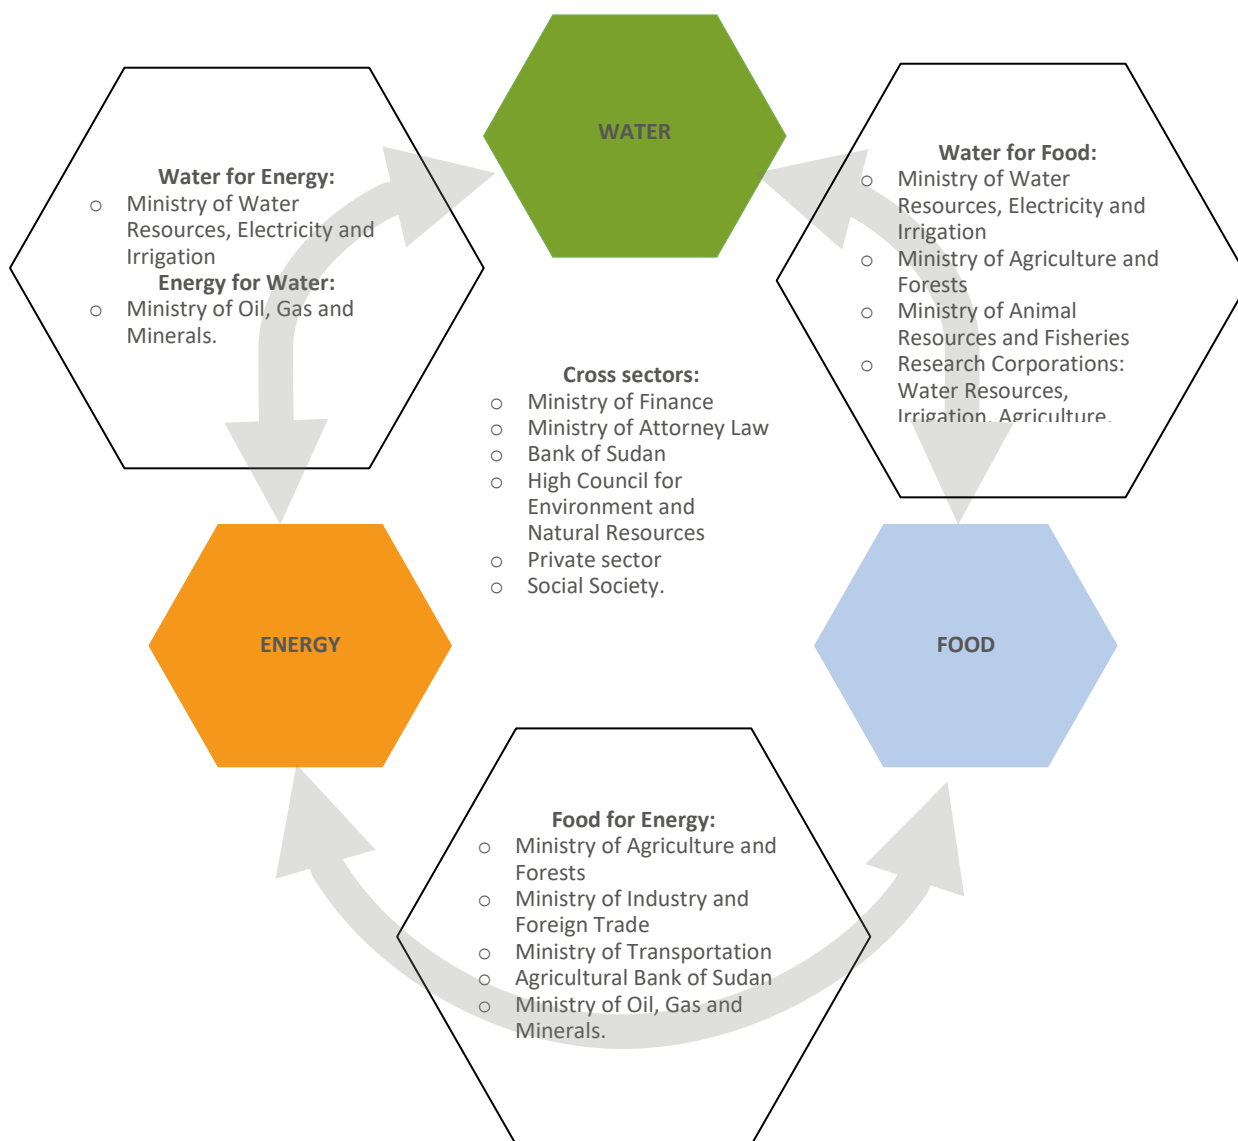 WATER
Water for Energy:
o Ministry of Water
Resources, Electricity and
Irrigation
Energy for Water:
o Ministry of Oil, Gas and
Minerals.
Water for Food:
o Ministry of Water
Resources, Electricity and
Irrigation
o Ministry of Agriculture and
Forests
o Ministry of Animal
Resources and Fisheries
o Research Corporations:
Water Resources,
Irrigation, Agriculture,
Cross sectors:
o Ministry of Finance
o Ministry of Attorney Law
o Bank of Sudan
o High Council for
Environment and
Natural Resources
o Private sector
o Social Society.
ENERGY
FOOD
Food for Energy:
o Ministry of Agriculture and
Forests
o Ministry of Industry and
Foreign Trade
o Ministry of Transportation
o Agricultural Bank of Sudan
o Ministry of Oil, Gas and
Minerals.